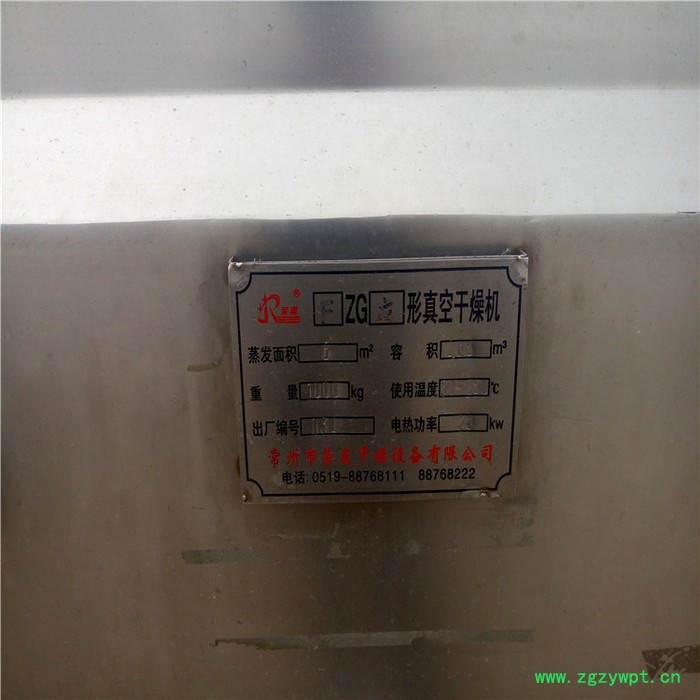 ® F ZG 方 形真空干燥机
蒸发面积 m² 容 积 m³
重 量 1000 kg 使用温度 ℃
出厂编号 电热功率 kw
常州市 干燥设备有限公司
电话:0519-88768111 88768222
www.zgzywpt.cn